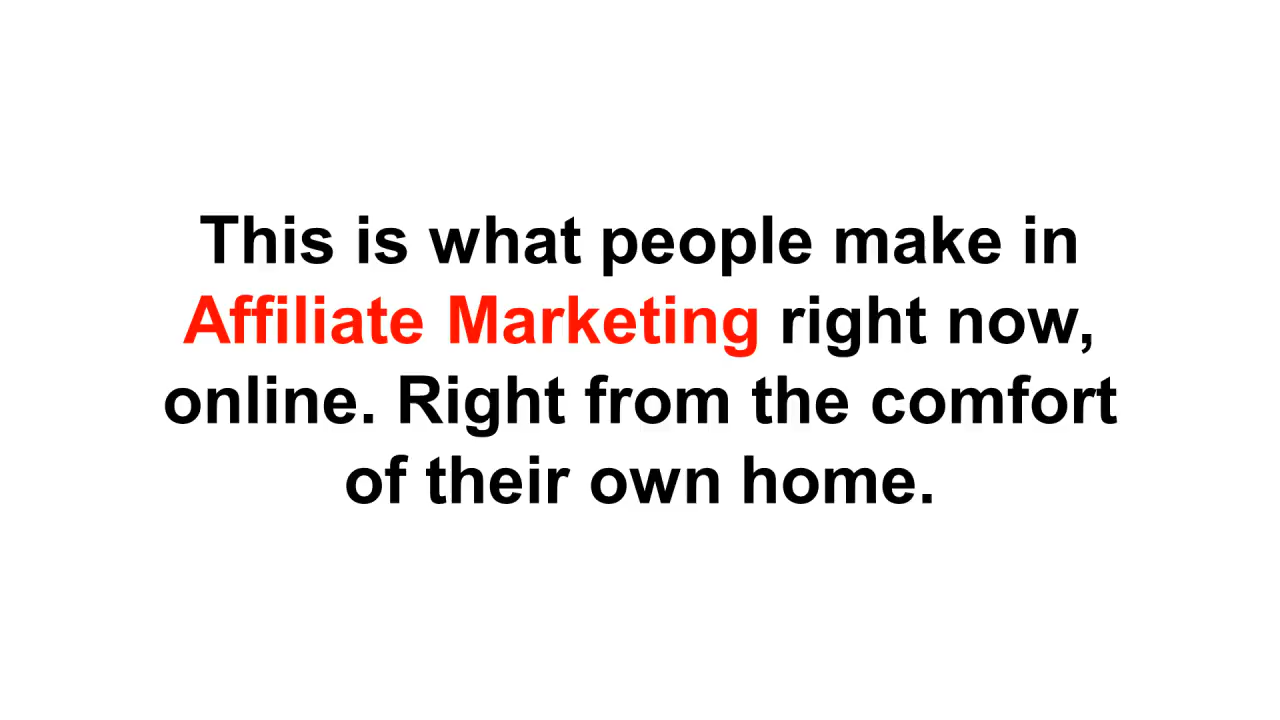 This is what people make in
Affiliate Marketing right now,
online. Right from the comfort
of their own home.